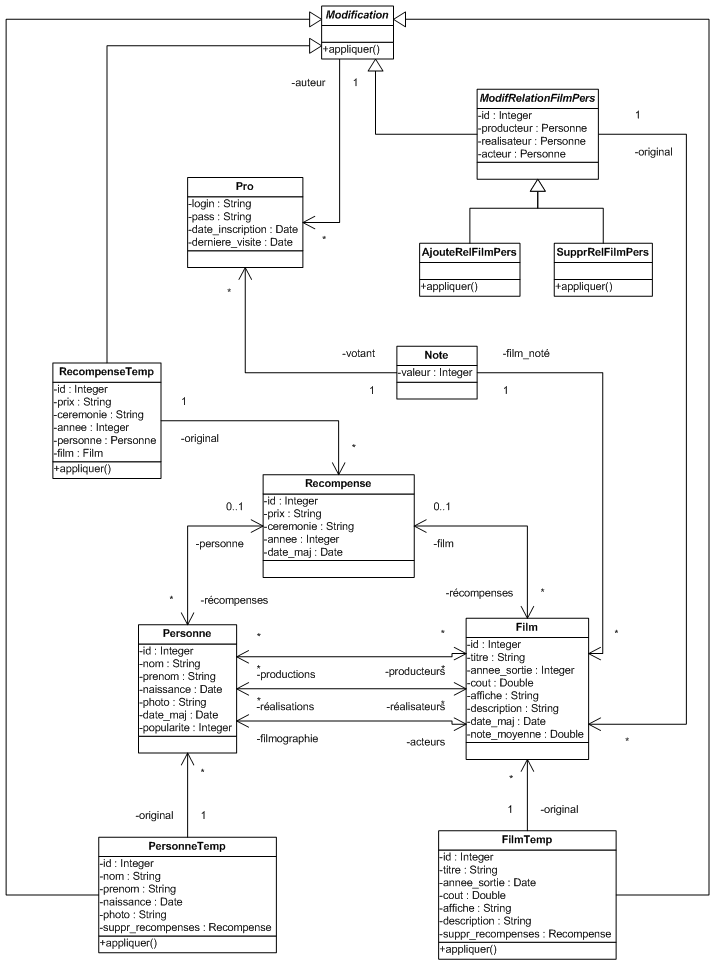 Modification
+appliquer()
-auteur
1
ModifRelationFilmPers
-id : Integer
-producteur : Personne
-realisateur : Personne
-acteur : Personne
1
-original
Pro
-login : String
-pass : String
-date_inscription : Date
-derniere_visite : Date
*
*
AjouteRelFilmPers
+appliquer()
SupprRelFilmPers
+appliquer()
-votant
1
Note
-valeur : Integer
-film_noté
1
RecompenseTemp
-id : Integer
-prix : String
-ceremonie : String
-annee : Integer
-personne : Personne
-film : Film
+appliquer()
1
-original
*
Recompense
-id : Integer
-prix : String
-ceremonie : String
-annee : Integer
-date_maj : Date
0..1
-personne
0..1
-film
*
-récompenses
-récompenses
*
Personne
-id : Integer
-nom : String
-prenom : String
-naissance : Date
-photo : String
-date_maj : Date
-popularite : Integer
*
*
*
-productions
-producteurs
*
*
-réalisations
-réalisateurs
*
-filmographie
-acteurs
Film
-id : Integer
-titre : String
-annee_sortie : Integer
-cout : Double
-affiche : String
-description : String
-date_maj : Date
-note_moyenne : Double
*
*
*
-original
1
*
1
-original
PersonneTemp
-id : Integer
-nom : String
-prenom : String
-naissance : Date
-photo : String
-suppr_recompenses : Recompense
+appliquer()
FilmTemp
-id : Integer
-titre : String
-annee_sortie : Date
-cout : Double
-affiche : String
-description : String
-suppr_recompenses : Recompense
+appliquer()